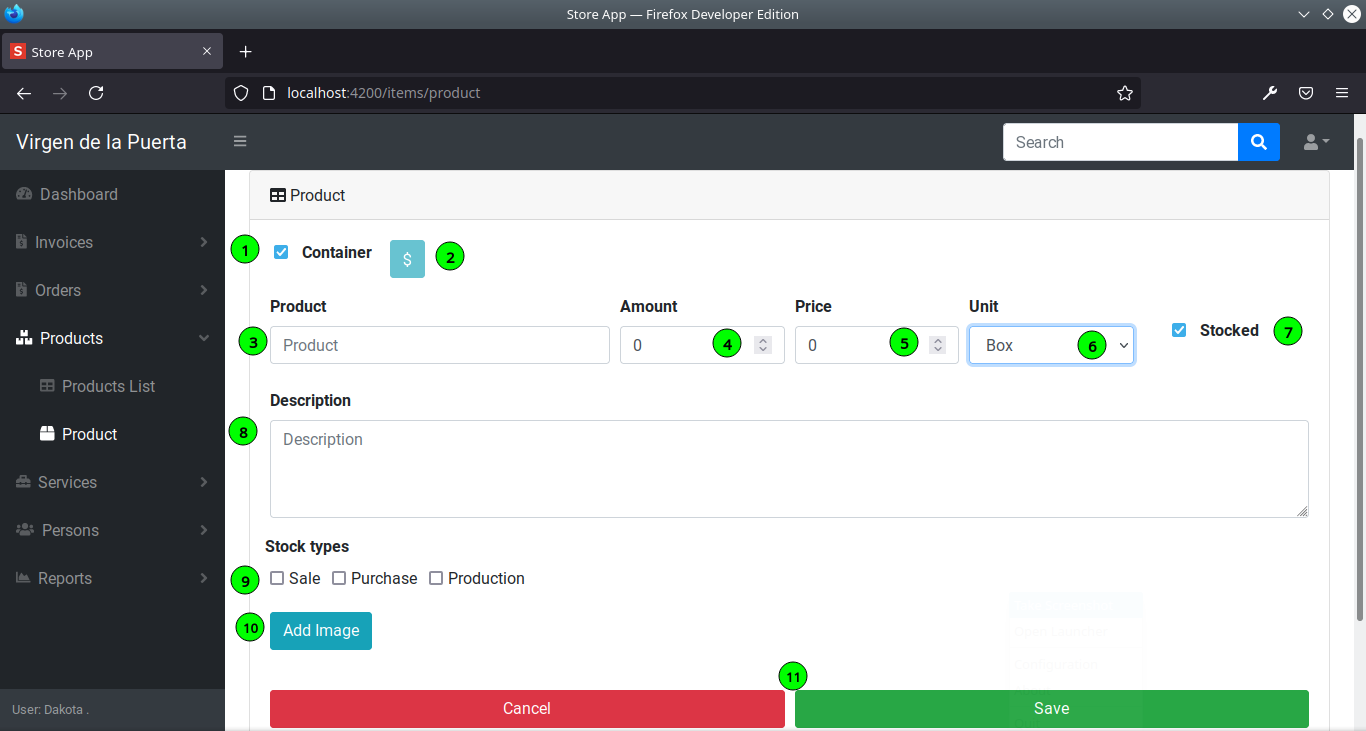 Store App — Firefox Developer Edition
S Store App
localhost:4200/items/product
Virgen de la Puerta
Search
Dashboard
Invoices
Orders
Products
Products List
Product
Services
Persons
Reports
User: Dakota .
Product
1 Container $ 2
Product Amount Price Unit
3 Product 0 4 0 5 Box 6 Stocked 7
Description
8 Description
Stock types
9 Sale Purchase Production
10 Add Image
11
Cancel Save